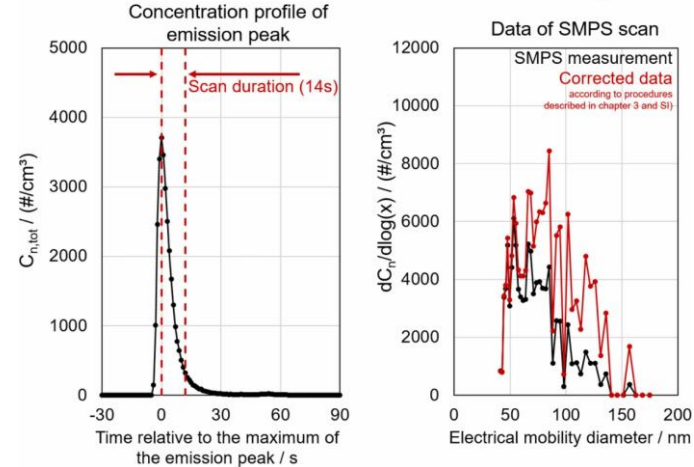 Concentration profile of
emission peak
5000
4000
3000
2000
1000
0
-30
0
30
60
90
C_n,tot / (#/cm³)
Scan duration (14s)
Time relative to the maximum of
the emission peak / s
Data of SMPS scan
SMPS measurement
Corrected data
according to procedures
described in chapter 3 and SI)
12000
10000
8000
6000
4000
2000
0
0
50
100
150
200
dC_n/dlog(x) / (#/cm³)
Electrical mobility diameter / nm